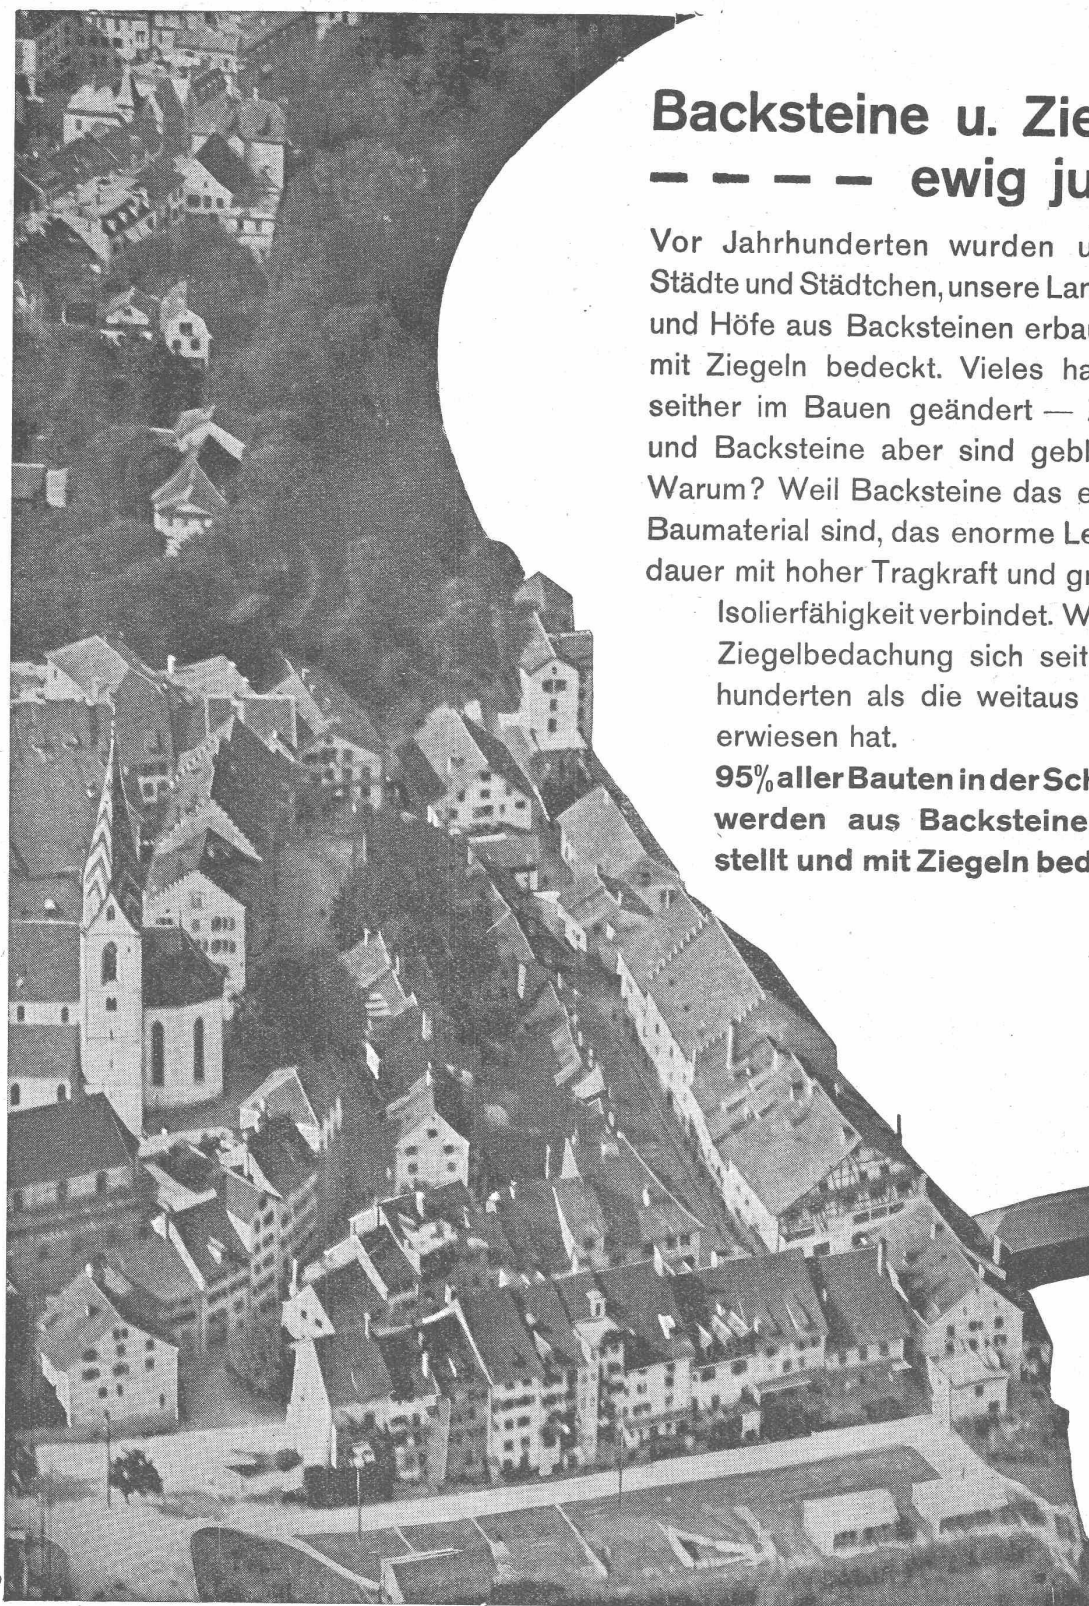 Backsteine u. Zie
– – – – ewig ju
Vor Jahrhunderten wurden u
Städte und Städtchen, unsere Lan
und Höfe aus Backsteinen erbau
mit Ziegeln bedeckt. Vieles ha
seither im Bauen geändert —
und Backsteine aber sind gebl
Warum? Weil Backsteine das e
Baumaterial sind, das enorme Le
dauer mit hoher Tragkraft und gr
Isolierfähigkeit verbindet. W
Ziegelbedachung sich seit
hunderten als die weitaus
erwiesen hat.
95% aller Bauten in der Sch
werden aus Backsteine
stellt und mit Ziegeln bed